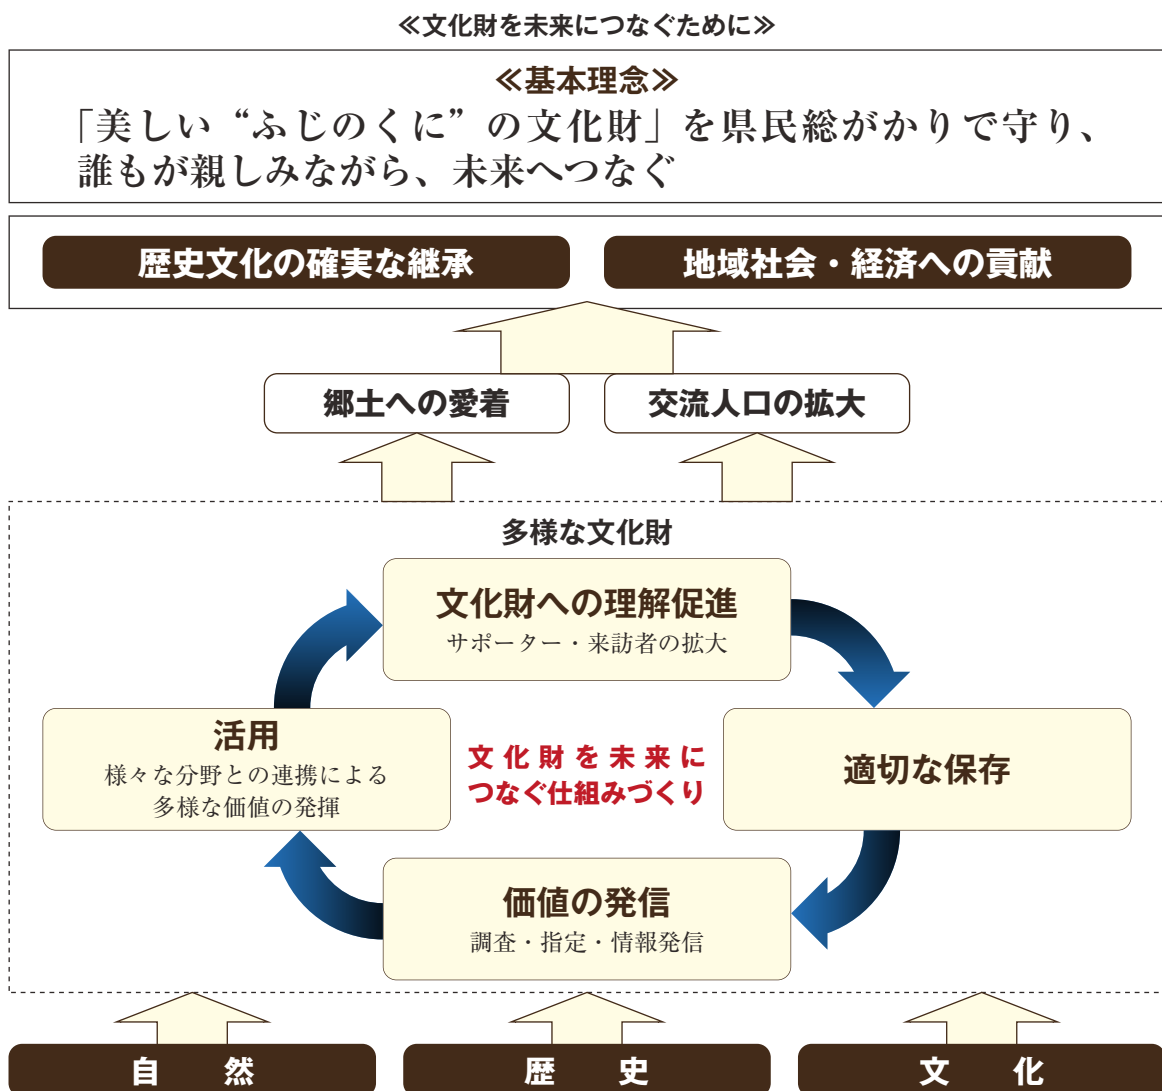 ≪文化財を未来につなぐために≫
≪基本理念≫
「美しい“ふじのくに”の文化財」を県民総がかりで守り、
誰もが親しみながら、未来へつなぐ
歴史文化の確実な継承
地域社会・経済への貢献
郷土への愛着
交流人口の拡大
多様な文化財
文化財への理解促進
サポーター・来訪者の拡大
活用
様々な分野との連携による
多様な価値の発揮
文化財を未来に
つなぐ仕組みづくり
適切な保存
価値の発信
調査・指定・情報発信
自　然
歴　史
文　化